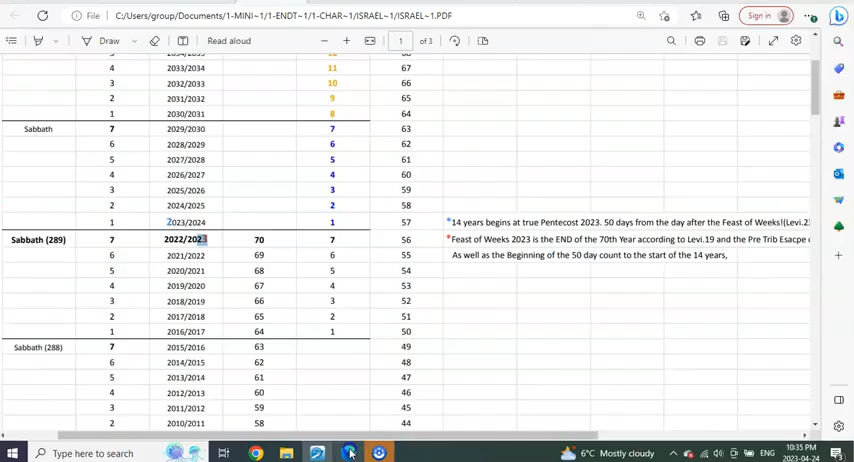 C:/Users/group/Documents/1-MINI~1/1-ENDT~1/1-CHAR~1/ISRAEL~1/ISRAEL~1.PDF
Sign in
Draw
Read aloud
1 of 3
4 2033/2034 11 67
3 2032/2033 10 66
2 2031/2032 9 65
1 2030/2031 8 64
Sabbath 7 2029/2030 7 63
6 2028/2029 6 62
5 2027/2028 5 61
4 2026/2027 4 60
3 2025/2026 3 59
2 2024/2025 2 58
1 2023/2024 1 57 *14 years begins at true Pentecost 2023. 50 days from the day after the Feast of Weeks!(Levi.23
Sabbath (289) 7 2022/2023 70 7 56 *Feast of Weeks 2023 is the END of the 70th Year according to Levi.19 and the Pre Trib Esacpe
6 2021/2022 69 6 55 As well as the Beginning of the 50 day count to the start of the 14 years,
5 2020/2021 68 5 54
4 2019/2020 67 4 53
3 2018/2019 66 3 52
2 2017/2018 65 2 51
1 2016/2017 64 1 50
Sabbath (288) 7 2015/2016 63 49
6 2014/2015 62 48
5 2013/2014 61 47
4 2012/2013 60 46
3 2011/2012 59 45
2 2010/2011 58 44
Type here to search
6°C Mostly cloudy
ENG
10:35 PM
2023-04-24